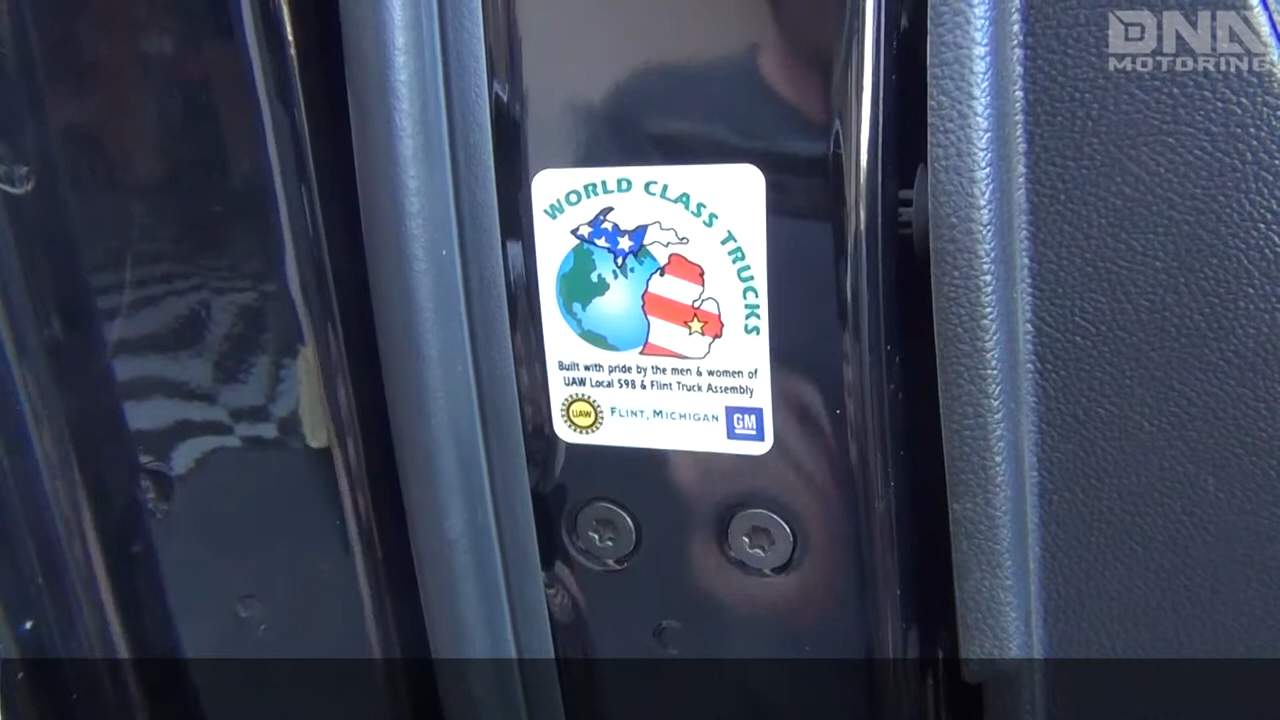 DNA
MOTORING
WORLD CLASS TRUCKS
Built with pride by the men & women of
UAW Local 598 & Flint Truck Assembly
UAW
FLINT, MICHIGAN
GM